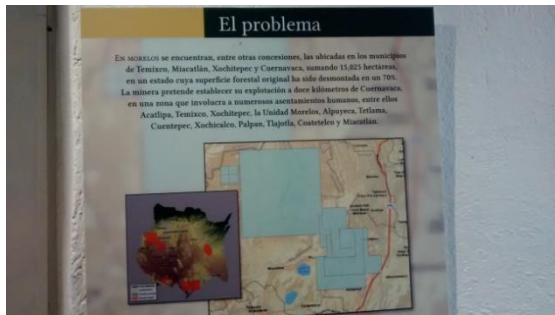 El problema
EN MORELOS se encuentran, entre otras concesiones, las ubicadas en los municipios
de Temixco, Miacatlán, Xochitepec y Cuernavaca, sumando 15,025 hectáreas,
en un estado cuya superficie forestal original ha sido desmontada en un 70%.
La minera pretende establecer su explotación a doce kilómetros de Cuernavaca,
en una zona que involucra a numerosos asentamientos humanos, entre ellos
Acatlipa, Temixco, Xochitepec, la Unidad Morelos, Alpuyeca, Tetlama,
Cuentepec, Xochicalco, Palpan, Tlajotla, Coatetelco y Miacatlán.